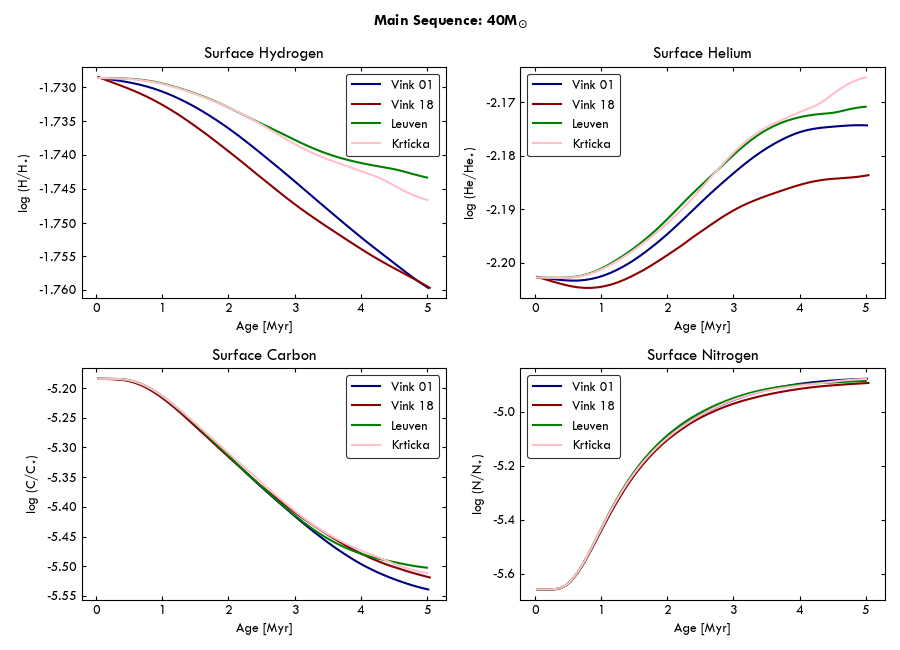 Main Sequence: 40M☉
Surface Hydrogen
log (H/H⋆)
-1.730
-1.735
-1.740
-1.745
-1.750
-1.755
-1.760
Vink 01
Vink 18
Leuven
Krticka
0 1 2 3 4 5
Age [Myr]
Surface Helium
log (He/He⋆)
-2.17
-2.18
-2.19
-2.20
Vink 01
Vink 18
Leuven
Krticka
0 1 2 3 4 5
Age [Myr]
Surface Carbon
log (C/C⋆)
-5.20
-5.25
-5.30
-5.35
-5.40
-5.45
-5.50
-5.55
Vink 01
Vink 18
Leuven
Krticka
0 1 2 3 4 5
Age [Myr]
Surface Nitrogen
log (N/N⋆)
-5.0
-5.2
-5.4
-5.6
Vink 01
Vink 18
Leuven
Krticka
0 1 2 3 4 5
Age [Myr]